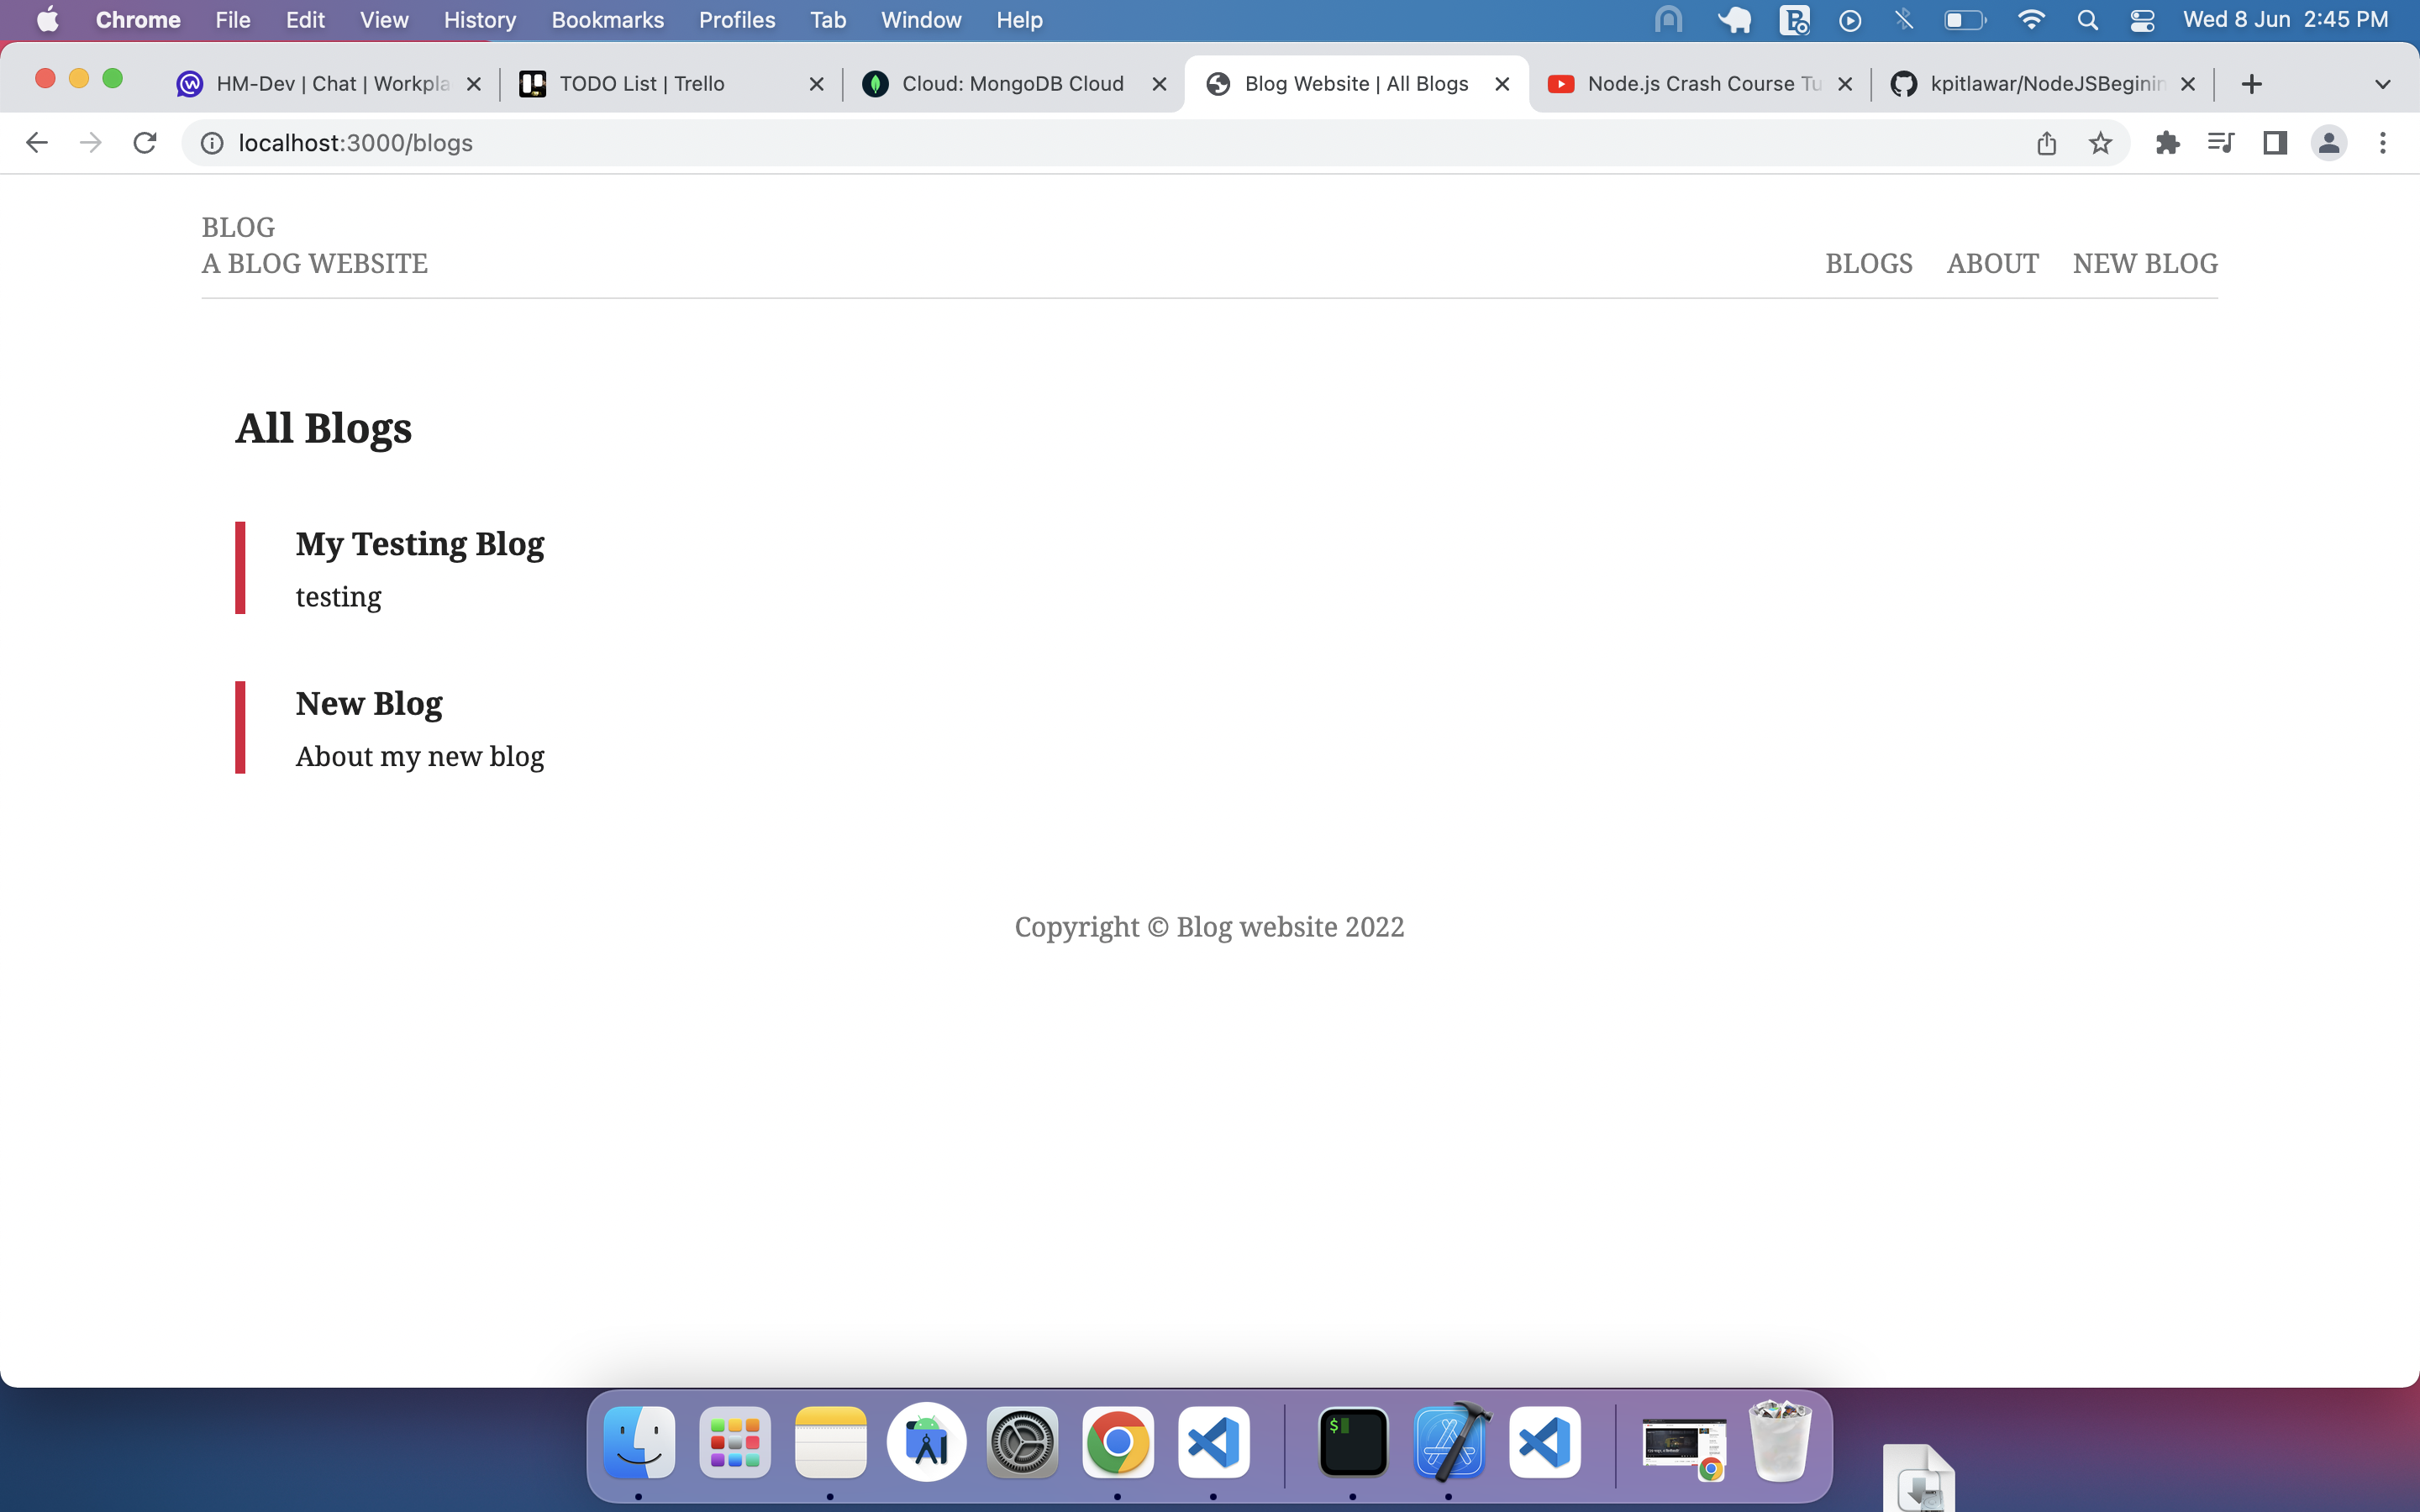 Chrome File Edit View History Bookmarks Profiles Tab Window Help Wed 8 Jun 2:45 PM
HM-Dev | Chat | Workpla TODO List | Trello Cloud: MongoDB Cloud Blog Website | All Blogs Node.js Crash Course Tu kpitlawar/NodeJSBeginin
localhost:3000/blogs
BLOG
A BLOG WEBSITE BLOGS ABOUT NEW BLOG
All Blogs
My Testing Blog
testing
New Blog
About my new blog
Copyright © Blog website 2022
$